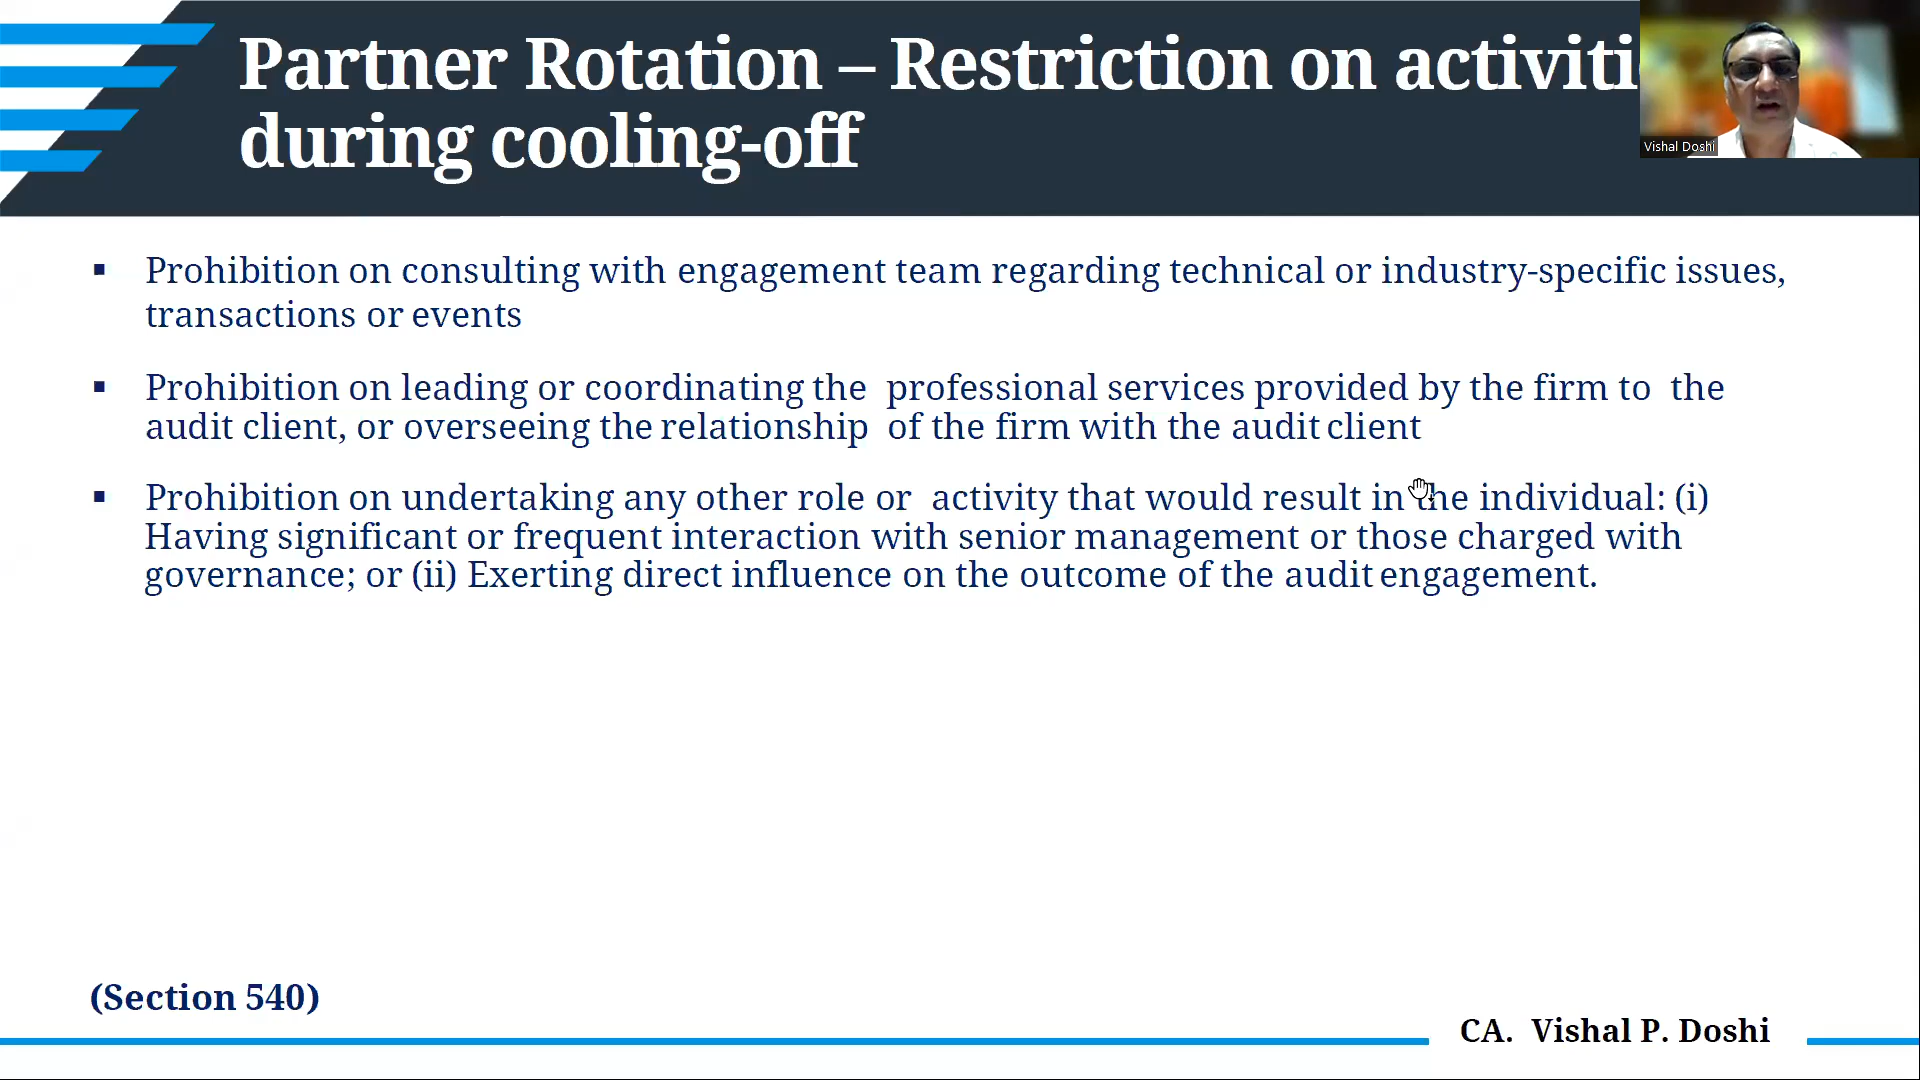 Partner Rotation – Restriction on activiti
during cooling-off
Vishal Doshi
▪ Prohibition on consulting with engagement team regarding technical or industry-specific issues,
transactions or events
▪ Prohibition on leading or coordinating the professional services provided by the firm to the
audit client, or overseeing the relationship of the firm with the audit client
▪ Prohibition on undertaking any other role or activity that would result in the individual: (i)
Having significant or frequent interaction with senior management or those charged with
governance; or (ii) Exerting direct influence on the outcome of the audit engagement.
(Section 540)
CA. Vishal P. Doshi